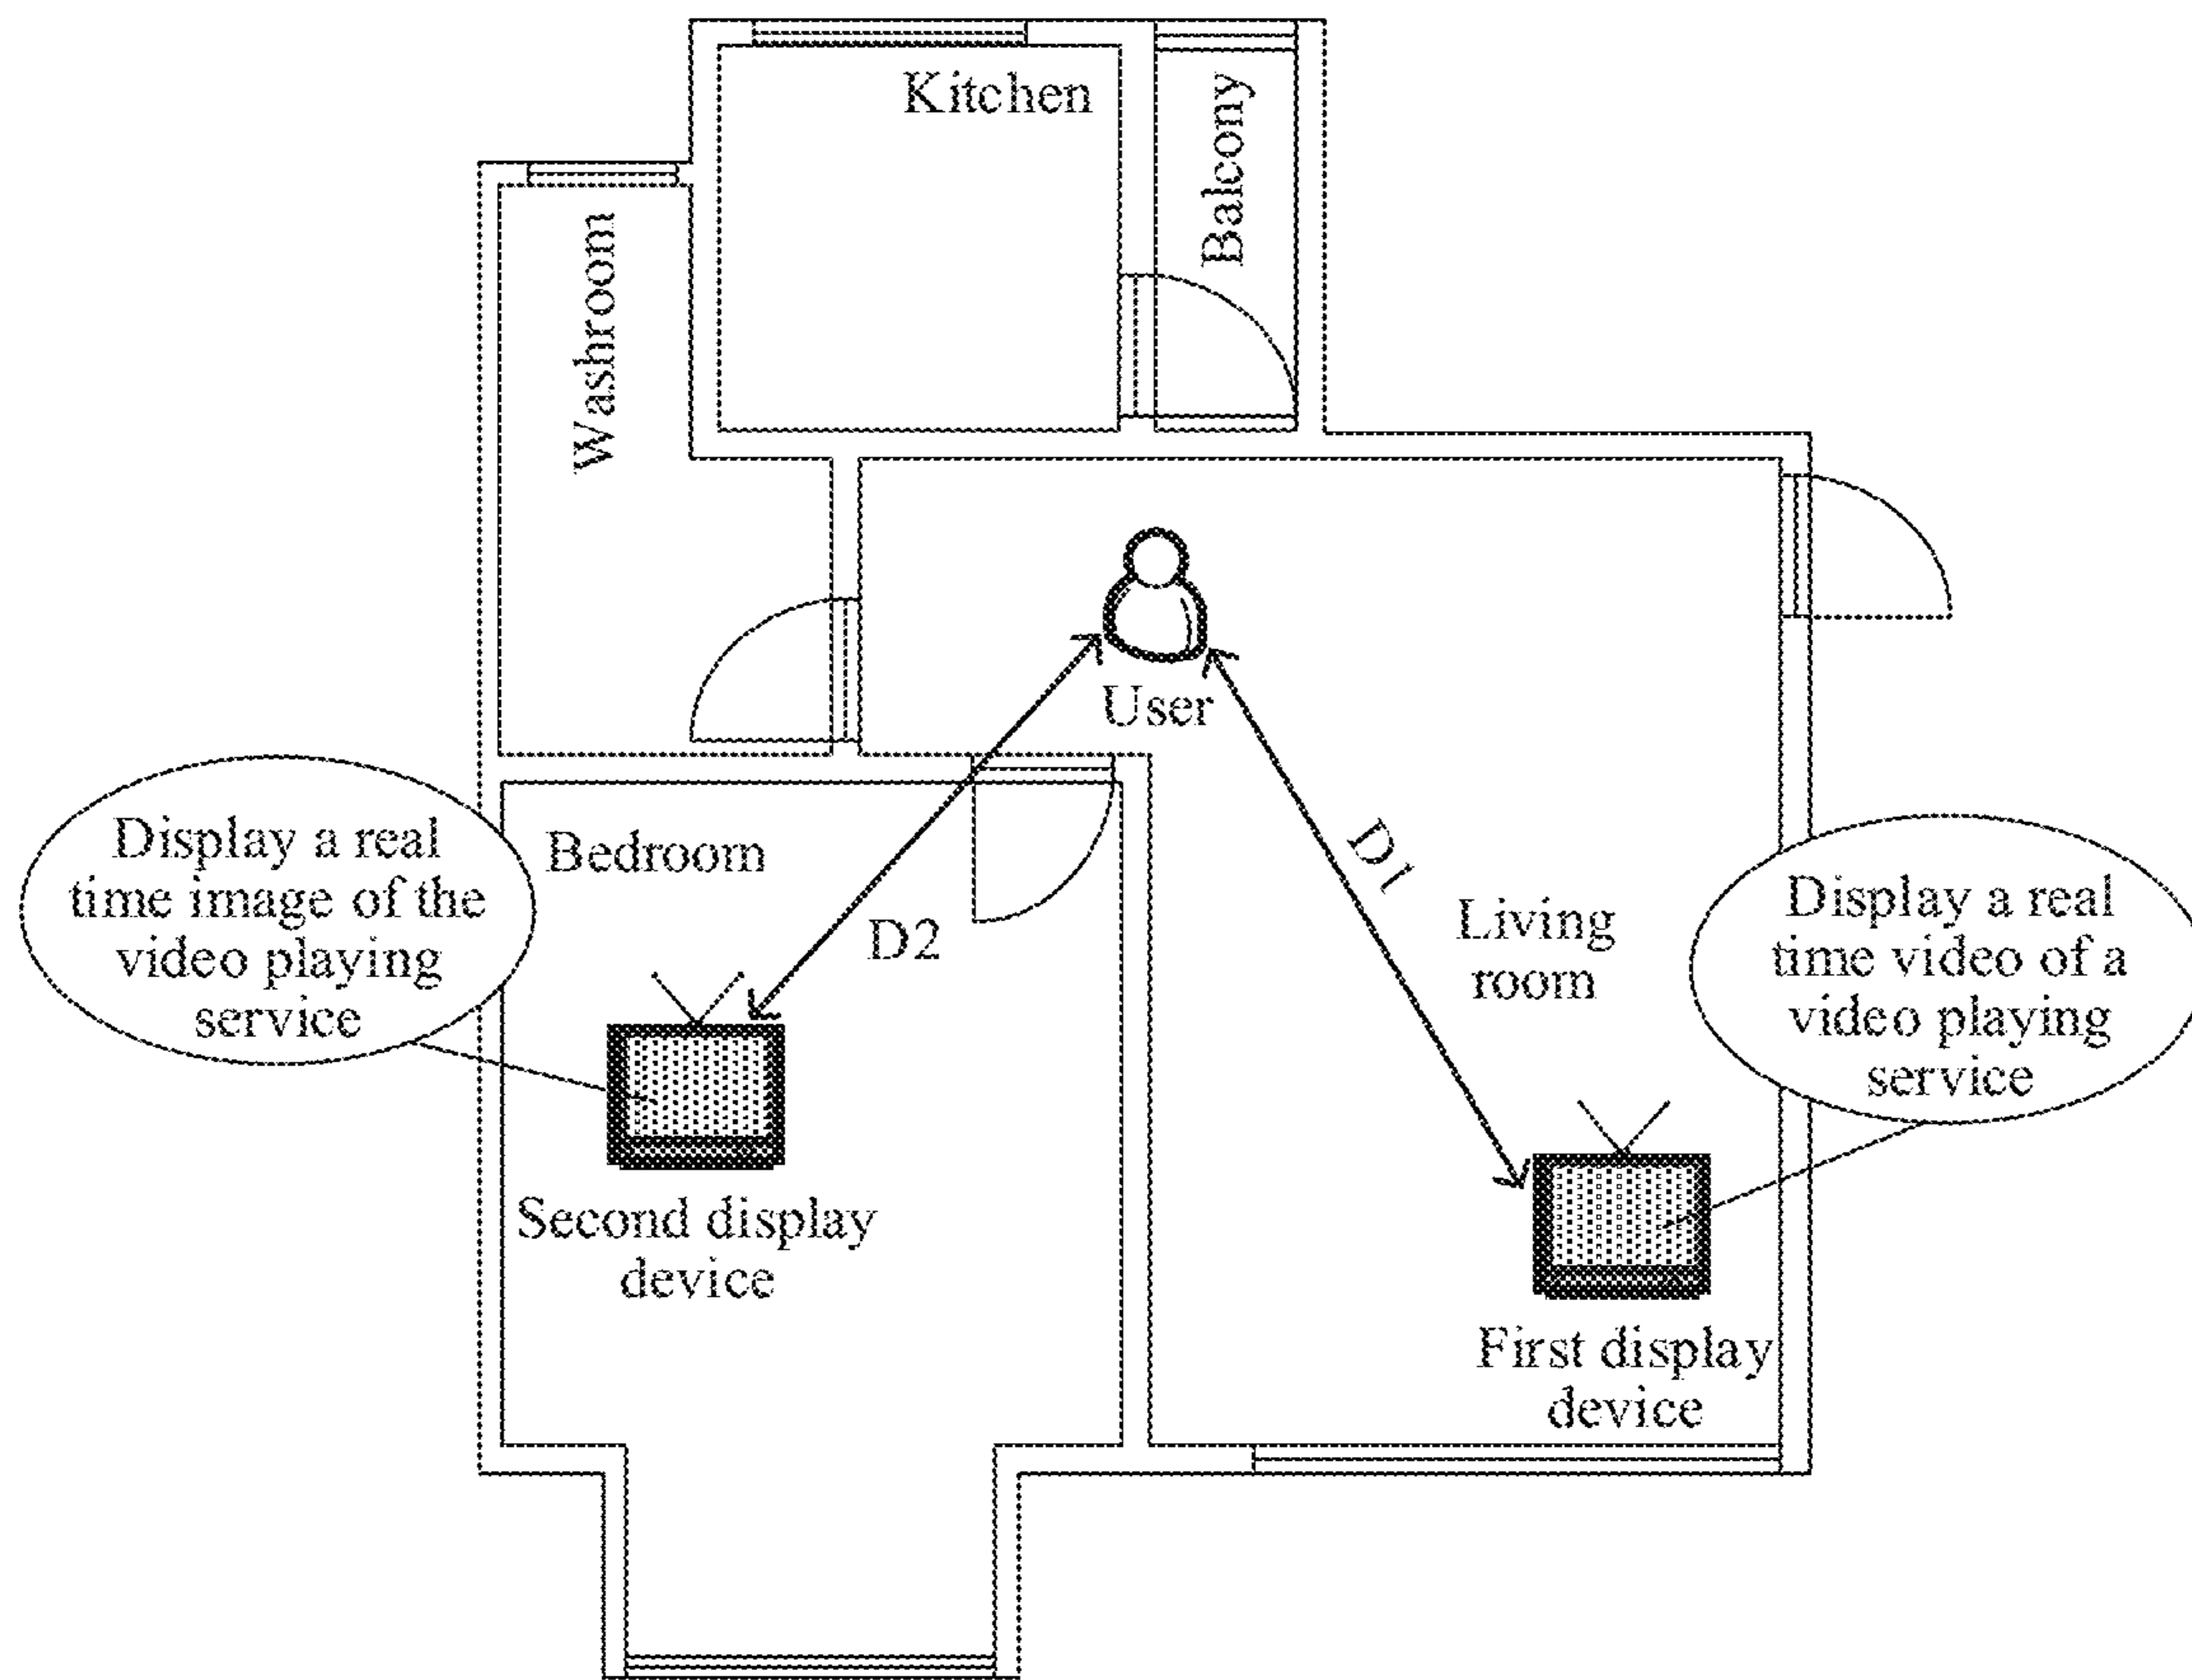 Kitchen
Balcony
Washroom
User
Display a real
time image of the
video playing
service
Bedroom
D2
D1
Living
room
Display a real
time video of a
video playing
service
Second display
device
First display
device